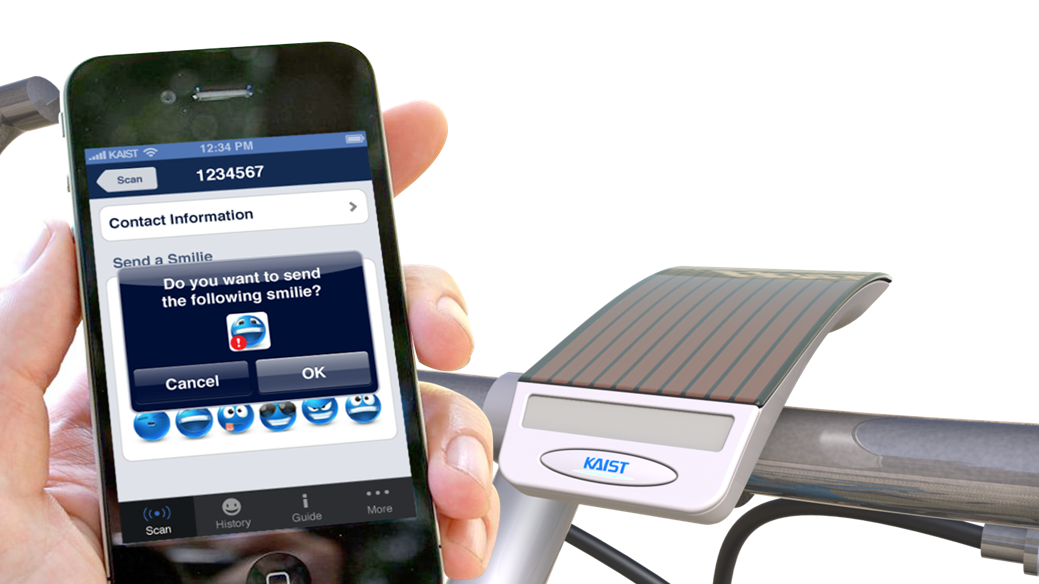 KAIST 12:34 PM
Scan 1234567
Contact Information
Send a Smilie
Do you want to send
the following smilie?
!
Cancel OK
Scan History Guide More
KAIST